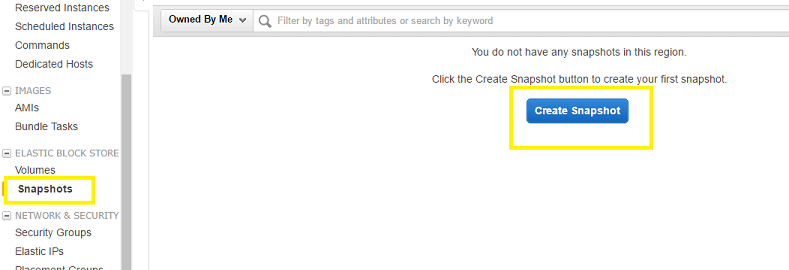 Reserved Instances
Scheduled Instances
Commands
Dedicated Hosts
IMAGES
AMIs
Bundle Tasks
ELASTIC BLOCK STORE
Volumes
Snapshots
NETWORK & SECURITY
Security Groups
Elastic IPs
Placement Groups
Owned By Me
Filter by tags and attributes or search by keyword
You do not have any snapshots in this region.
Click the Create Snapshot button to create your first snapshot.
Create Snapshot